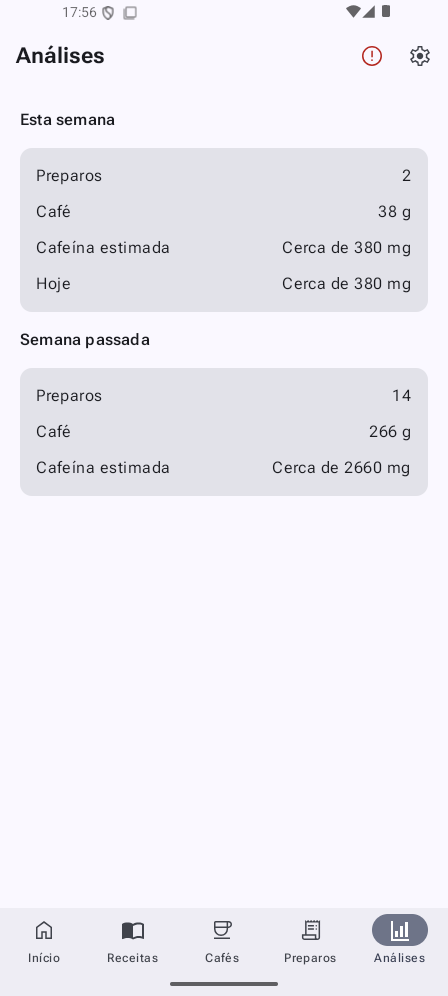 17:56
Análises
Esta semana
Preparos 2
Café 38 g
Cafeína estimada Cerca de 380 mg
Hoje Cerca de 380 mg
Semana passada
Preparos 14
Café 266 g
Cafeína estimada Cerca de 2660 mg
Início Receitas Cafés Preparos Análises